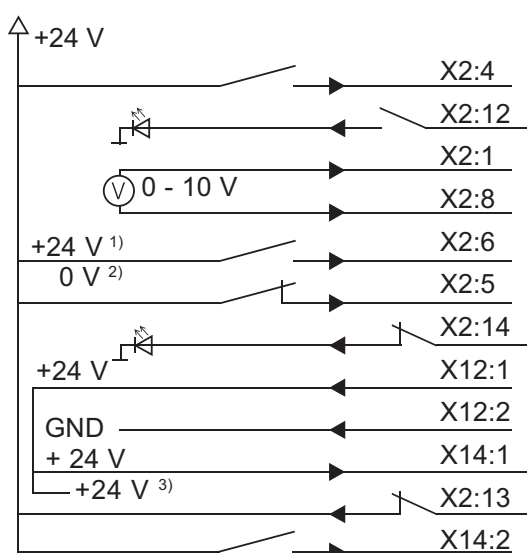 +24 V
X2:4
X2:12
X2:1
V 0 - 10 V
X2:8
+24 V 1) X2:6
0 V 2) X2:5
X2:14
+24 V X12:1
GND X12:2
+ 24 V X14:1
+24 V 3)
X2:13
X14:2